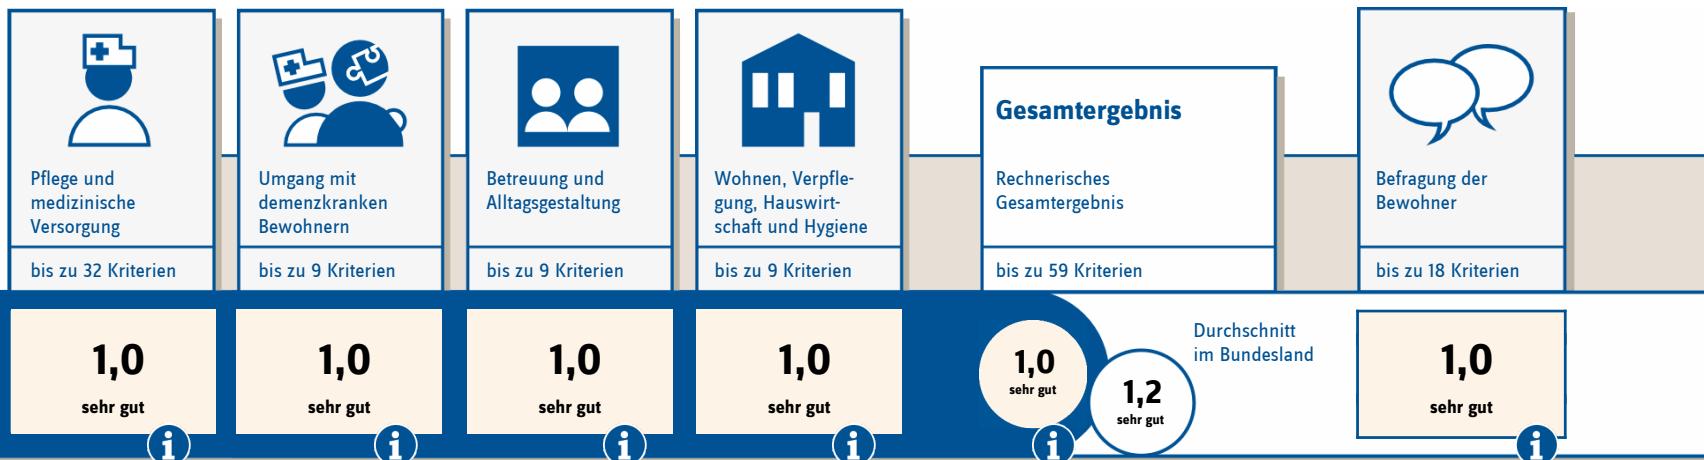 Pflege und
medizinische
Versorgung
bis zu 32 Kriterien
1,0
sehr gut
i
Umgang mit
demenzkranken
Bewohnern
bis zu 9 Kriterien
1,0
sehr gut
i
Betreuung und
Alltagsgestaltung
bis zu 9 Kriterien
1,0
sehr gut
i
Wohnen, Verpfle-
gung, Hauswirt-
schaft und Hygiene
bis zu 9 Kriterien
1,0
sehr gut
i
Gesamtergebnis
Rechnerisches
Gesamtergebnis
bis zu 59 Kriterien
1,0
sehr gut
i
1,2
sehr gut
Durchschnitt
im Bundesland
Befragung der
Bewohner
bis zu 18 Kriterien
1,0
sehr gut
i